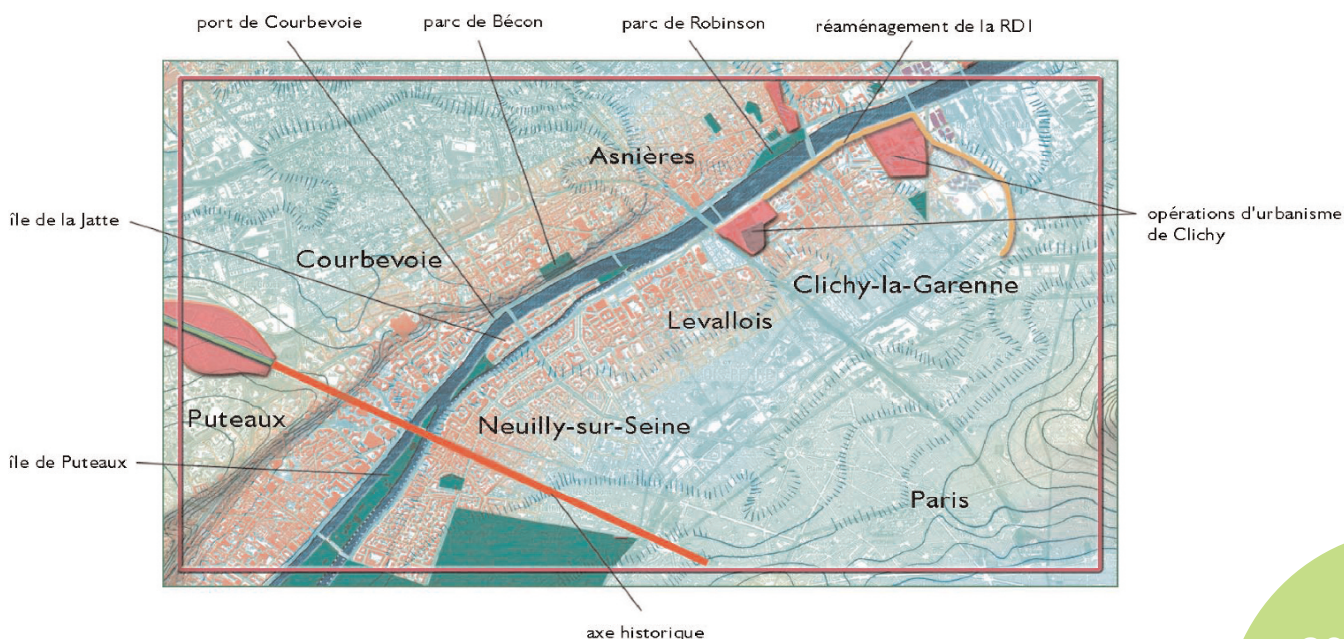 port de Courbevoie
parc de Bécon
parc de Robinson
réaménagement de la RD1
Asnières
île de la Jatte
opérations d'urbanisme
de Clichy
Courbevoie
Clichy-la-Garenne
Levallois
Puteaux
Neuilly-sur-Seine
île de Puteaux
Paris
axe historique